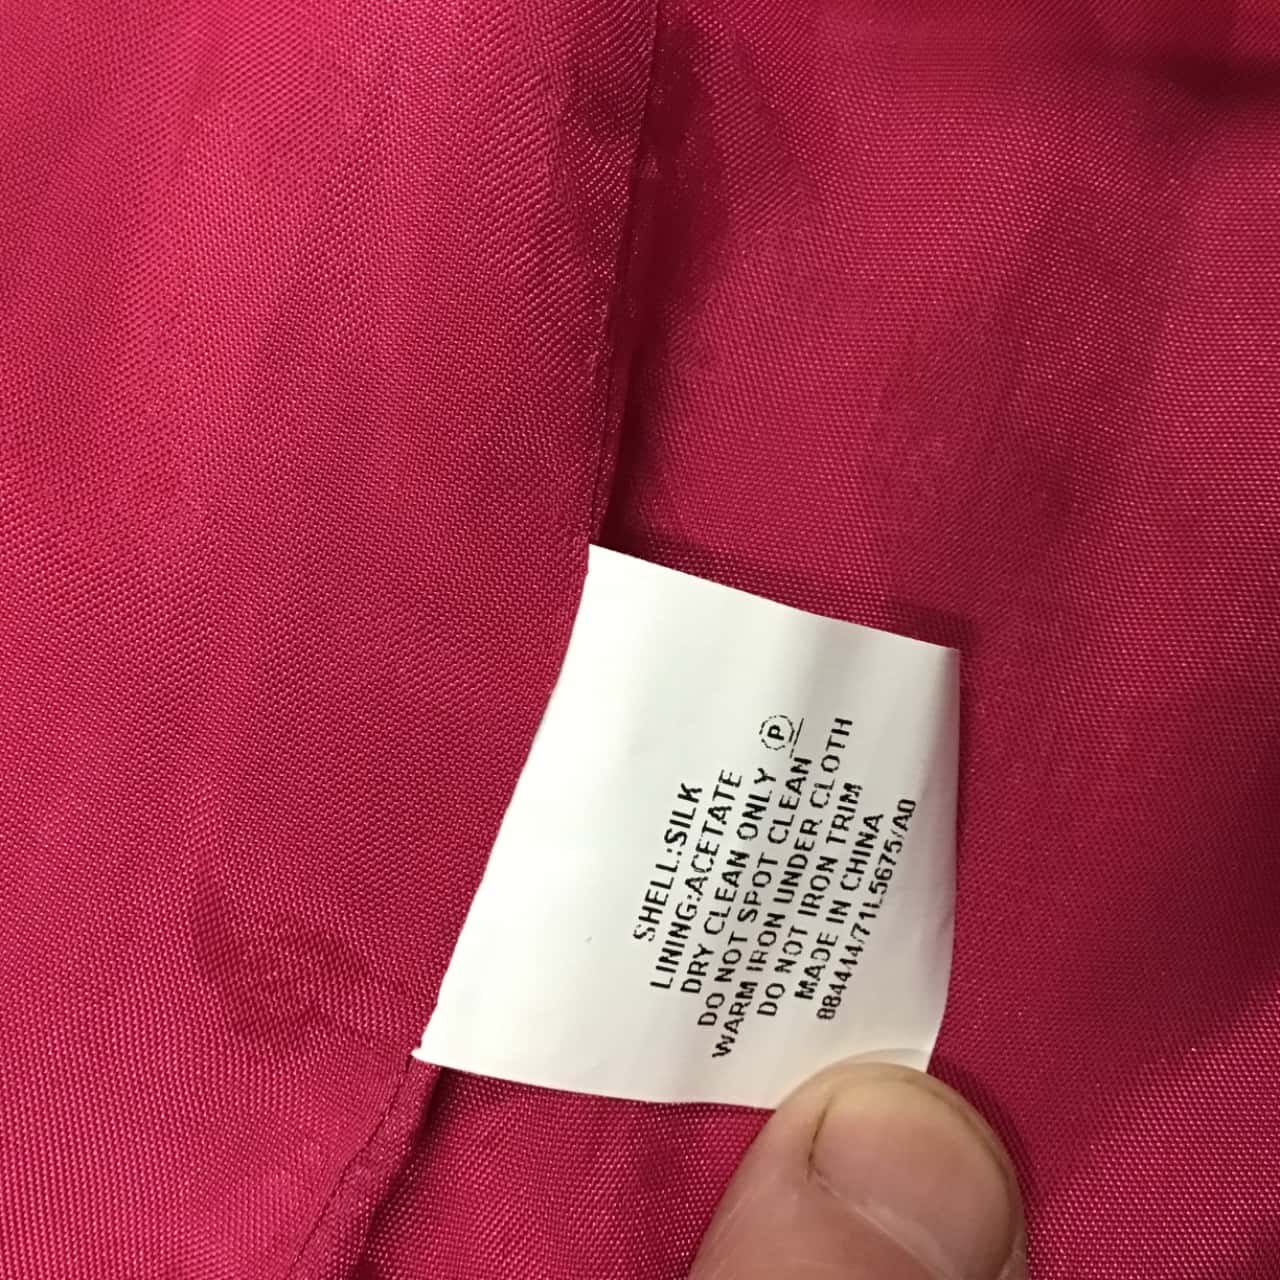 SHELL:SILK
LINING:ACETATE
DRY CLEAN ONLY Ⓟ
DO NOT SPOT CLEAN
WARM IRON UNDER CLOTH
DO NOT IRON TRIM
MADE IN CHINA
884444/71L5675/A0